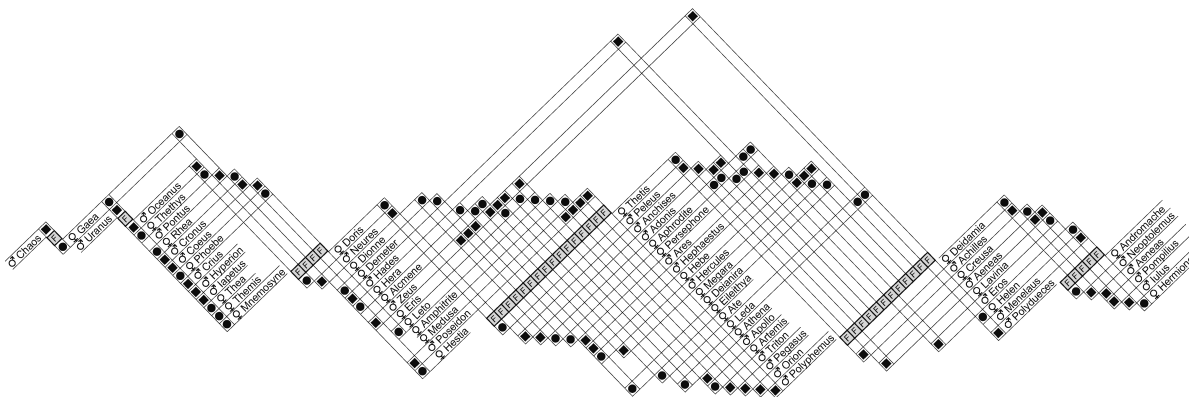 ♂ Chaos
F
♀ Gaea
♂ Uranus
F
♂ Oceanus
♀ Thethys
♂ Pontus
♀ Rhea
♂ Cronus
♂ Coeus
♀ Phoebe
♂ Crius
♂ Hyperion
♂ Iapetus
♀ Thea
♀ Themis
♀ Mnemosyne
F F F F
♀ Doris
♂ Neures
♀ Dionne
♀ Demeter
♂ Hades
♀ Hera
♀ Alcmene
♂ Zeus
♀ Eris
♀ Leto
♀ Amphitrite
♀ Medusa
♂ Poseidon
♀ Hestia
F F F F F F F F F F F F F F F
♀ Thetis
♂ Peleus
♂ Anchises
♂ Adonis
♀ Aphrodite
♀ Persephone
♂ Ares
♂ Hephaestus
♀ Hebe
♂ Hercules
♀ Megara
♀ Deianira
♀ Eileithya
♀ Ate
♀ Leda
♀ Athena
♂ Apollo
♀ Artemis
♂ Triton
♂ Pegasus
♂ Orion
♂ Polyphemus
F F F F F F F F F F F
♀ Deidamia
♂ Achilles
♀ Creusa
♂ Aeneas
♀ Lavinia
♂ Eros
♀ Helen
♂ Menelaus
♂ Polydueces
F F F F F
♀ Andromache
♂ Neoptolemus
♂ Aeneas
♂ Pompilius
♂ Iulus
♀ Hermione